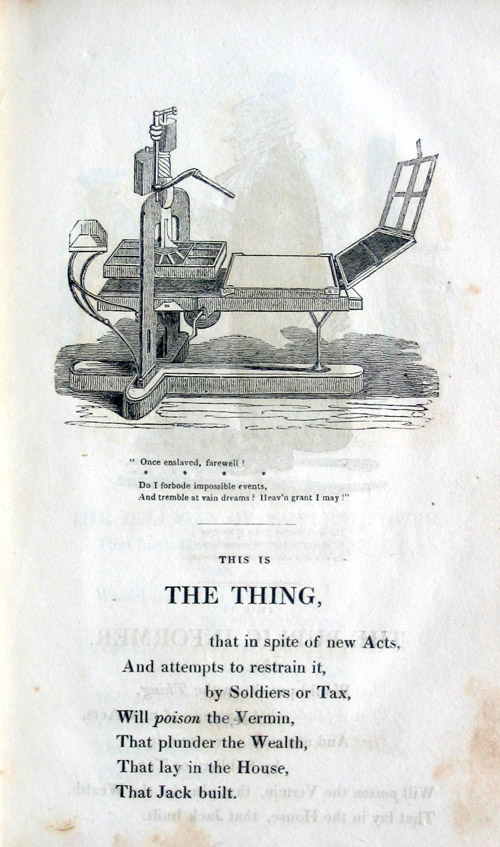 “ Once enslaved, farewell !
* * * *
Do I forbode impossible events,
And tremble at vain dreams? Heav'n grant I may !”
THIS IS
THE THING,
that in spite of new Acts,
And attempts to restrain it,
by Soldiers or Tax,
Will poison the Vermin,
That plunder the Wealth,
That lay in the House,
That Jack built.